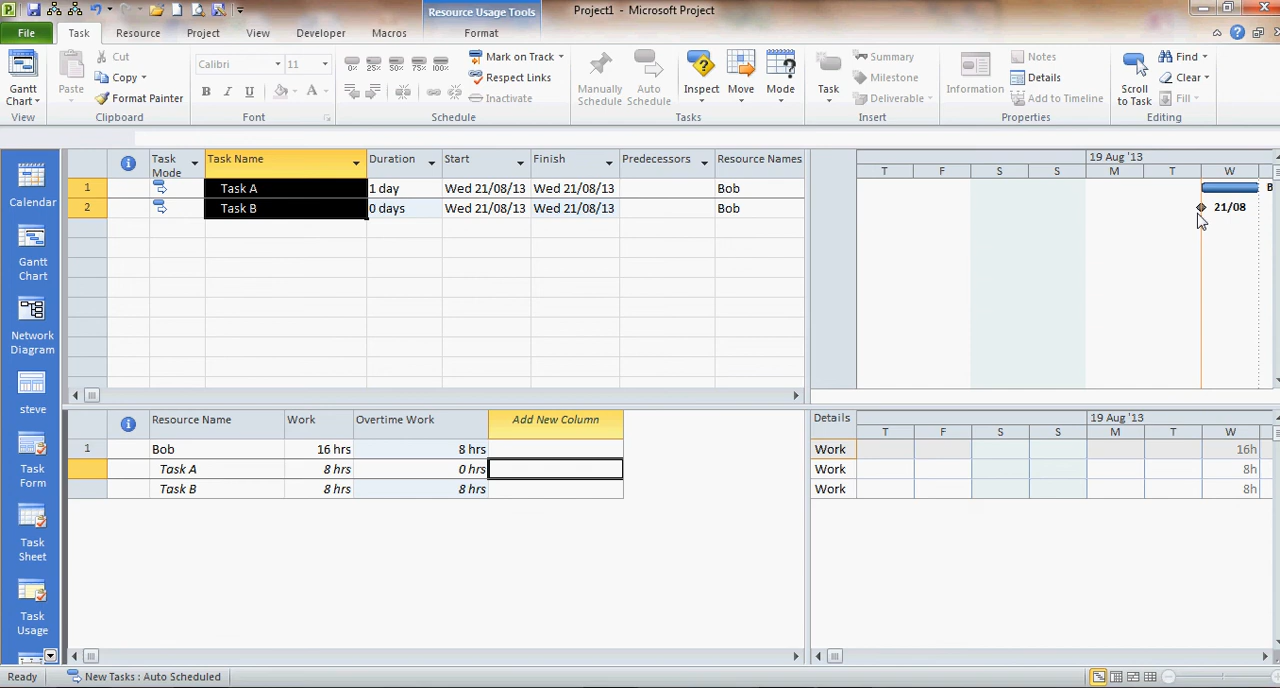 Resource Usage Tools
Project1 - Microsoft Project
File Task Resource Project View Developer Macros Format
Gantt Chart
View
Paste
Cut
Copy
Format Painter
Clipboard
Calibri 11
B I U A
Font
0% 25% 50% 75% 100%
Mark on Track
Respect Links
Inactivate
Schedule
Manually Schedule
Auto Schedule
Inspect
Move
Mode
Tasks
Task
Summary
Milestone
Deliverable
Insert
Information
Notes
Details
Add to Timeline
Properties
Scroll to Task
Find
Clear
Fill
Editing
Calendar
Gantt Chart
Network Diagram
steve
Task Form
Task Sheet
Task Usage
Task Mode Task Name Duration Start Finish Predecessors Resource Names
1 Task A 1 day Wed 21/08/13 Wed 21/08/13 Bob
2 Task B 0 days Wed 21/08/13 Wed 21/08/13 Bob
19 Aug '13
T F S S M T W
B
21/08
Resource Name Work Overtime Work Add New Column
1 Bob 16 hrs 8 hrs
Task A 8 hrs 0 hrs
Task B 8 hrs 8 hrs
Details 19 Aug '13
T F S S M T W
Work 16h
Work 8h
Work 8h
Ready New Tasks : Auto Scheduled